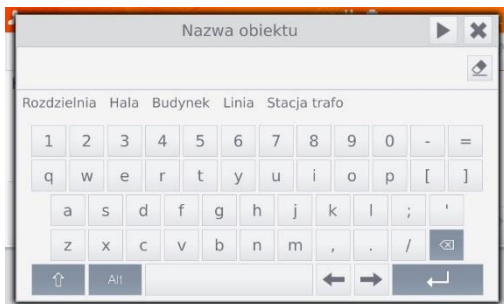 Nazwa obiektu
Rozdzielnia Hala Budynek Linia Stacja trafo
1 2 3 4 5 6 7 8 9 0 - =
q w e r t y u i o p [ ]
a s d f g h j k l ; '
z x c v b n m , . /
Alt